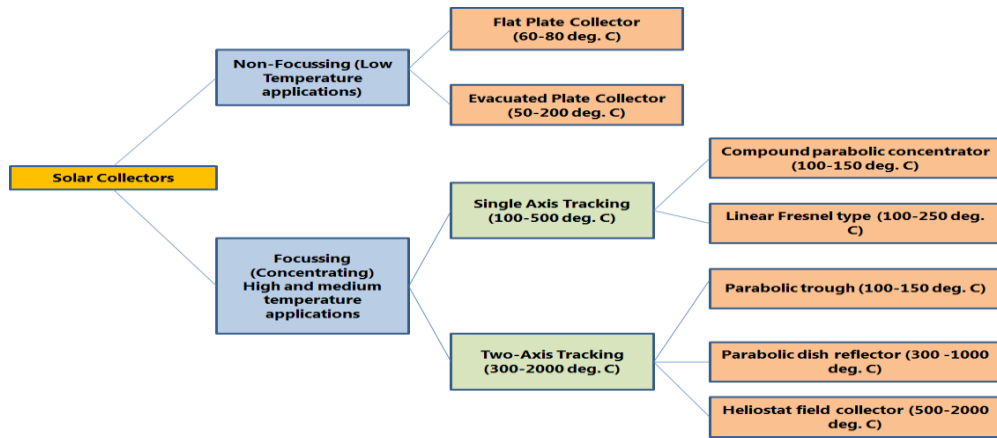 Solar Collectors
Non-Focussing (Low
Temperature
applications)
Flat Plate Collector
(60-80 deg. C)
Evacuated Plate Collector
(50-200 deg. C)
Focussing
(Concentrating)
High and medium
temperature
applications
Single Axis Tracking
(100-500 deg. C)
Compound parabolic concentrator
(100-150 deg. C)
Linear Fresnel type (100-250 deg.
C)
Two-Axis Tracking
(300-2000 deg. C)
Parabolic trough (100-150 deg. C)
Parabolic dish reflector (300 -1000
deg. C)
Heliostat field collector (500-2000
deg. C)